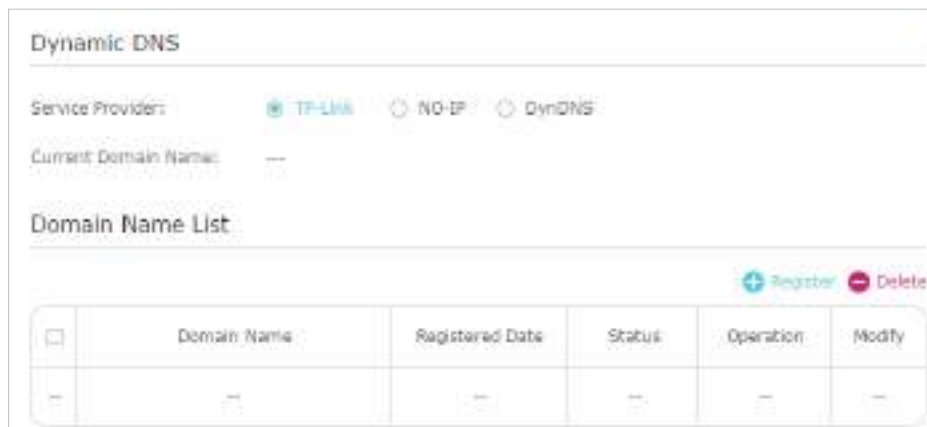 Dynamic DNS
Service Provider: TP-Link NO-IP DynDNS
Current Domain Name: ---
Domain Name List
Register Delete
Domain Name Registered Date Status Operation Modify
-- -- -- -- -- --